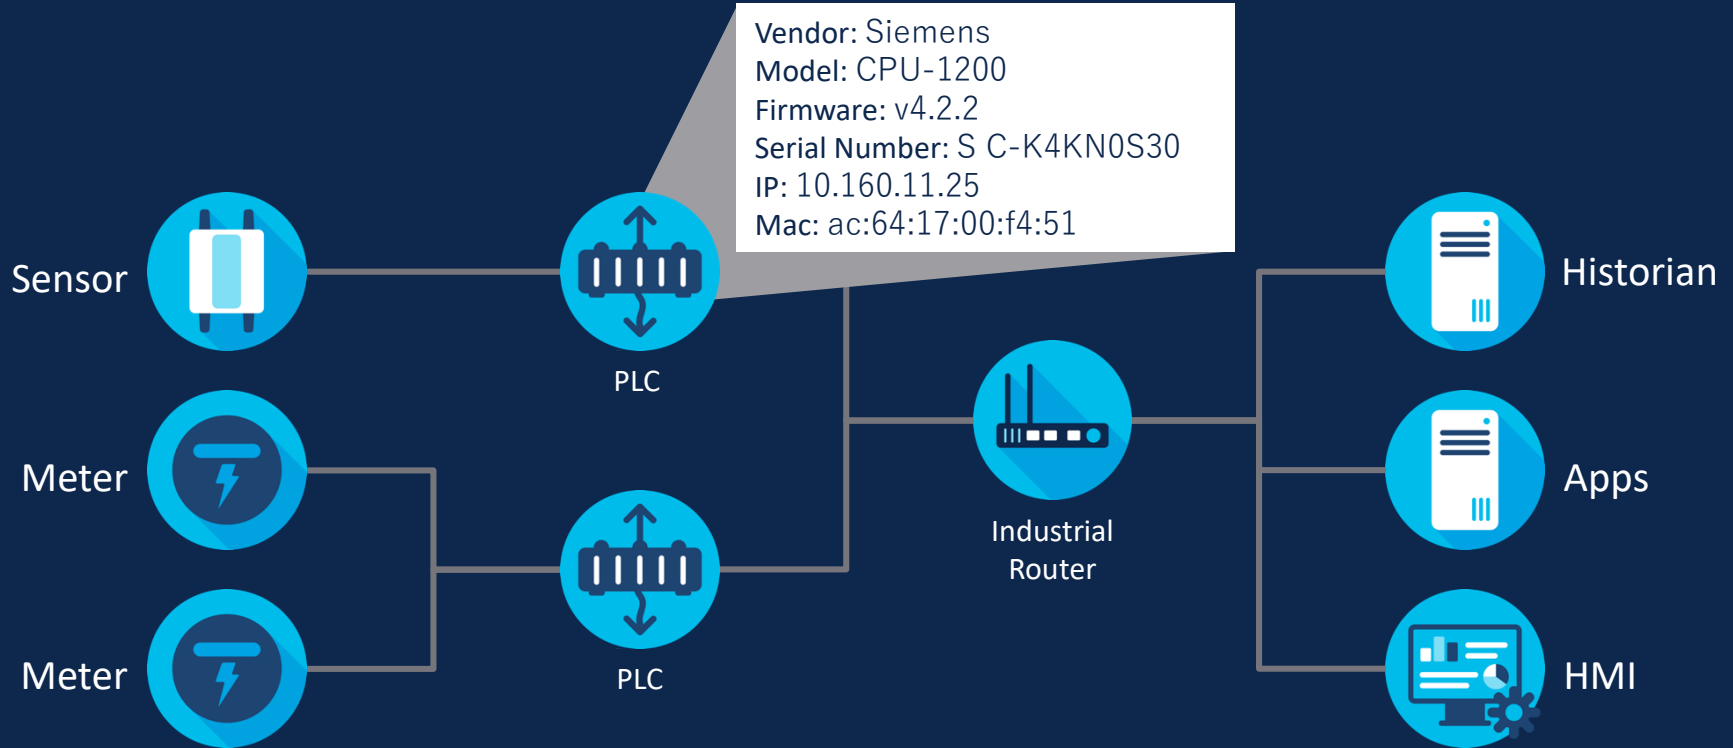 Vendor: Siemens
Model: CPU-1200
Firmware: v4.2.2
Serial Number: S C-K4KN0S30
IP: 10.160.11.25
Mac: ac:64:17:00:f4:51
Sensor
PLC
Historian
Meter
Apps
Industrial
Router
Meter
PLC
HMI